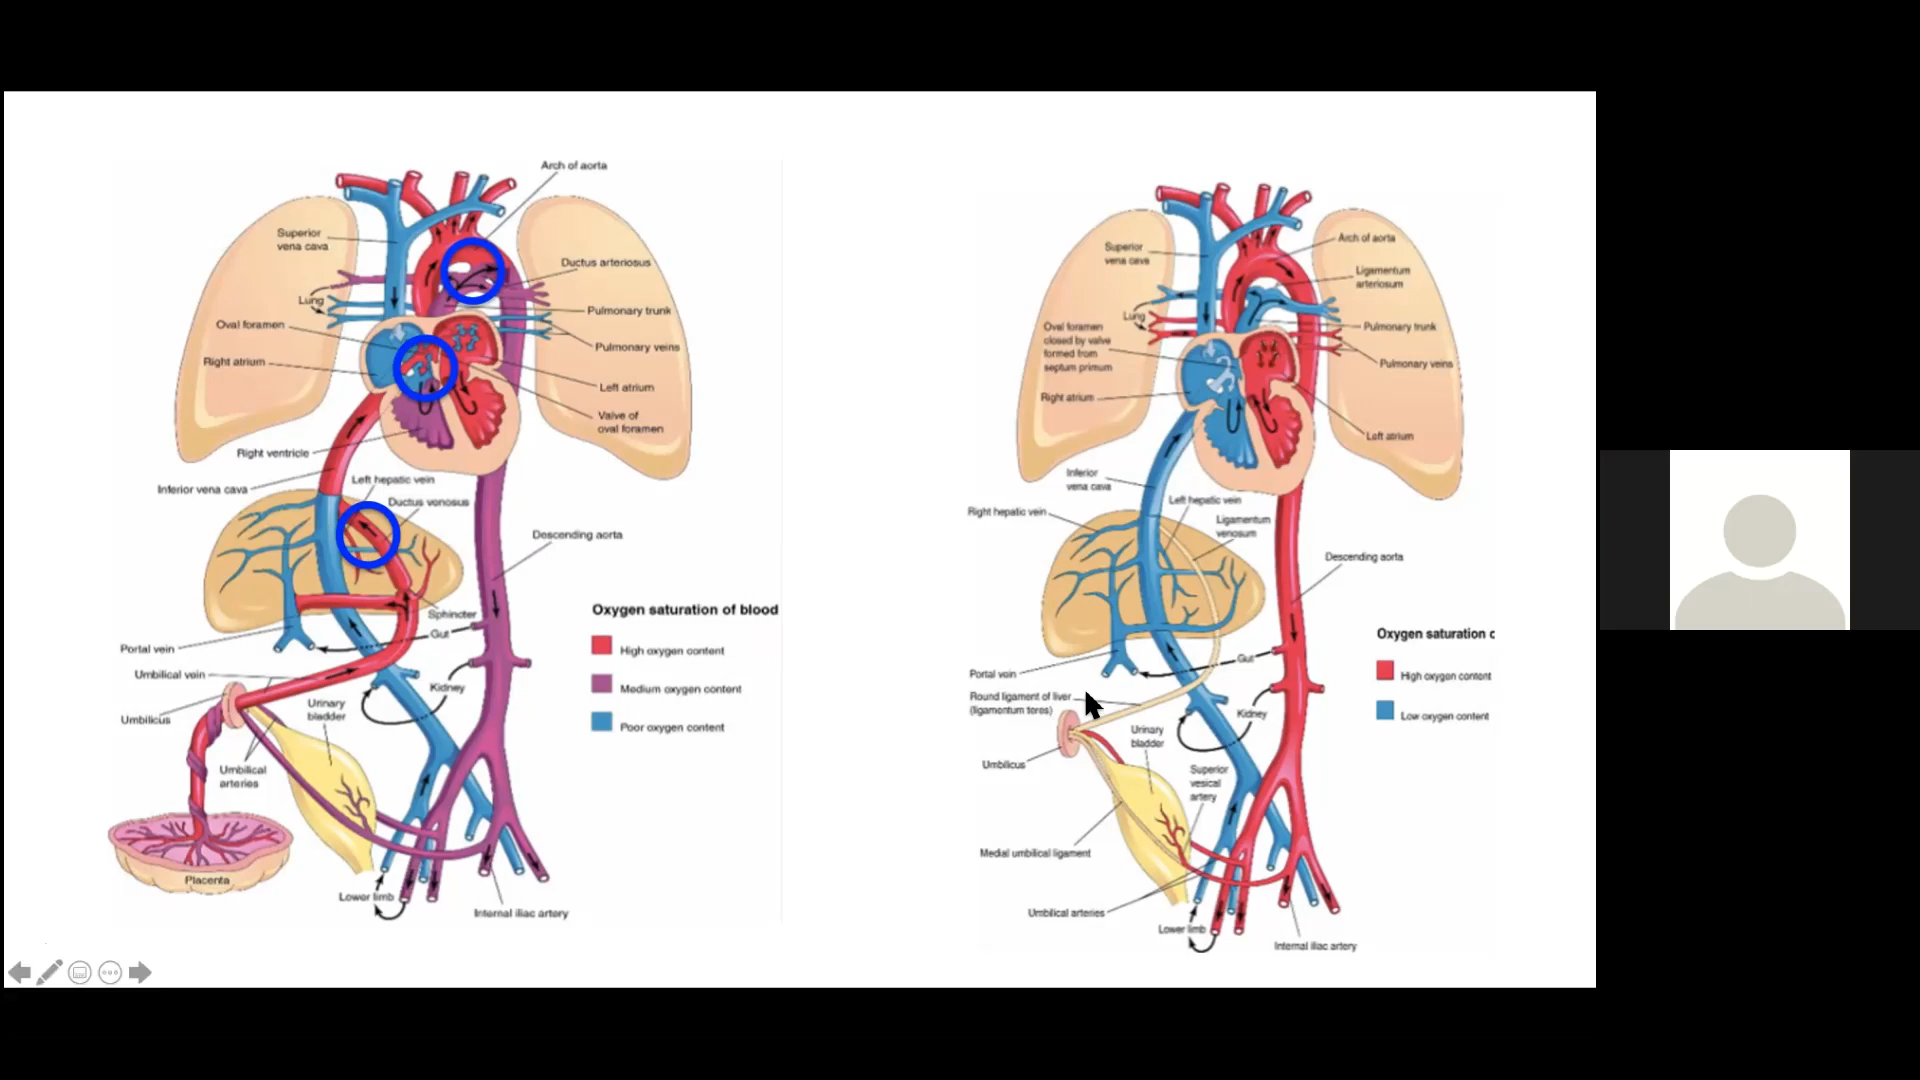 Arch of aorta
Superior
vena cava
Ductus arteriosus
Lung
Pulmonary trunk
Oval foramen
Pulmonary veins
Right atrium
Left atrium
Valve of
oval foramen
Right ventricle
Left hepatic vein
Inferior vena cava
Ductus venosus
Descending aorta
Oxygen saturation of blood
Sphincter
Gut
High oxygen content
Portal vein
Umbilical vein
Kidney
Medium oxygen content
Urinary
bladder
Umbilicus
Poor oxygen content
Umbilical
arteries
Placenta
Lower limb
Internal iliac artery
Arch of aorta
Superior
vena cava
Ligamentum
arteriosum
Lung
Oval foramen
closed by valve
formed from
septum primum
Pulmonary trunk
Pulmonary veins
Right atrium
Left atrium
Inferior
vena cava
Left hepatic vein
Right hepatic vein
Ligamentum
venosum
Descending aorta
Oxygen saturation c
Gut
Portal vein
High oxygen content
Round ligament of liver
(ligamentum teres)
Kidney
Low oxygen content
Urinary
bladder
Umbilicus
Superior
vesical
artery
Medial umbilical ligament
Umbilical arteries
Lower limb
Internal iliac artery